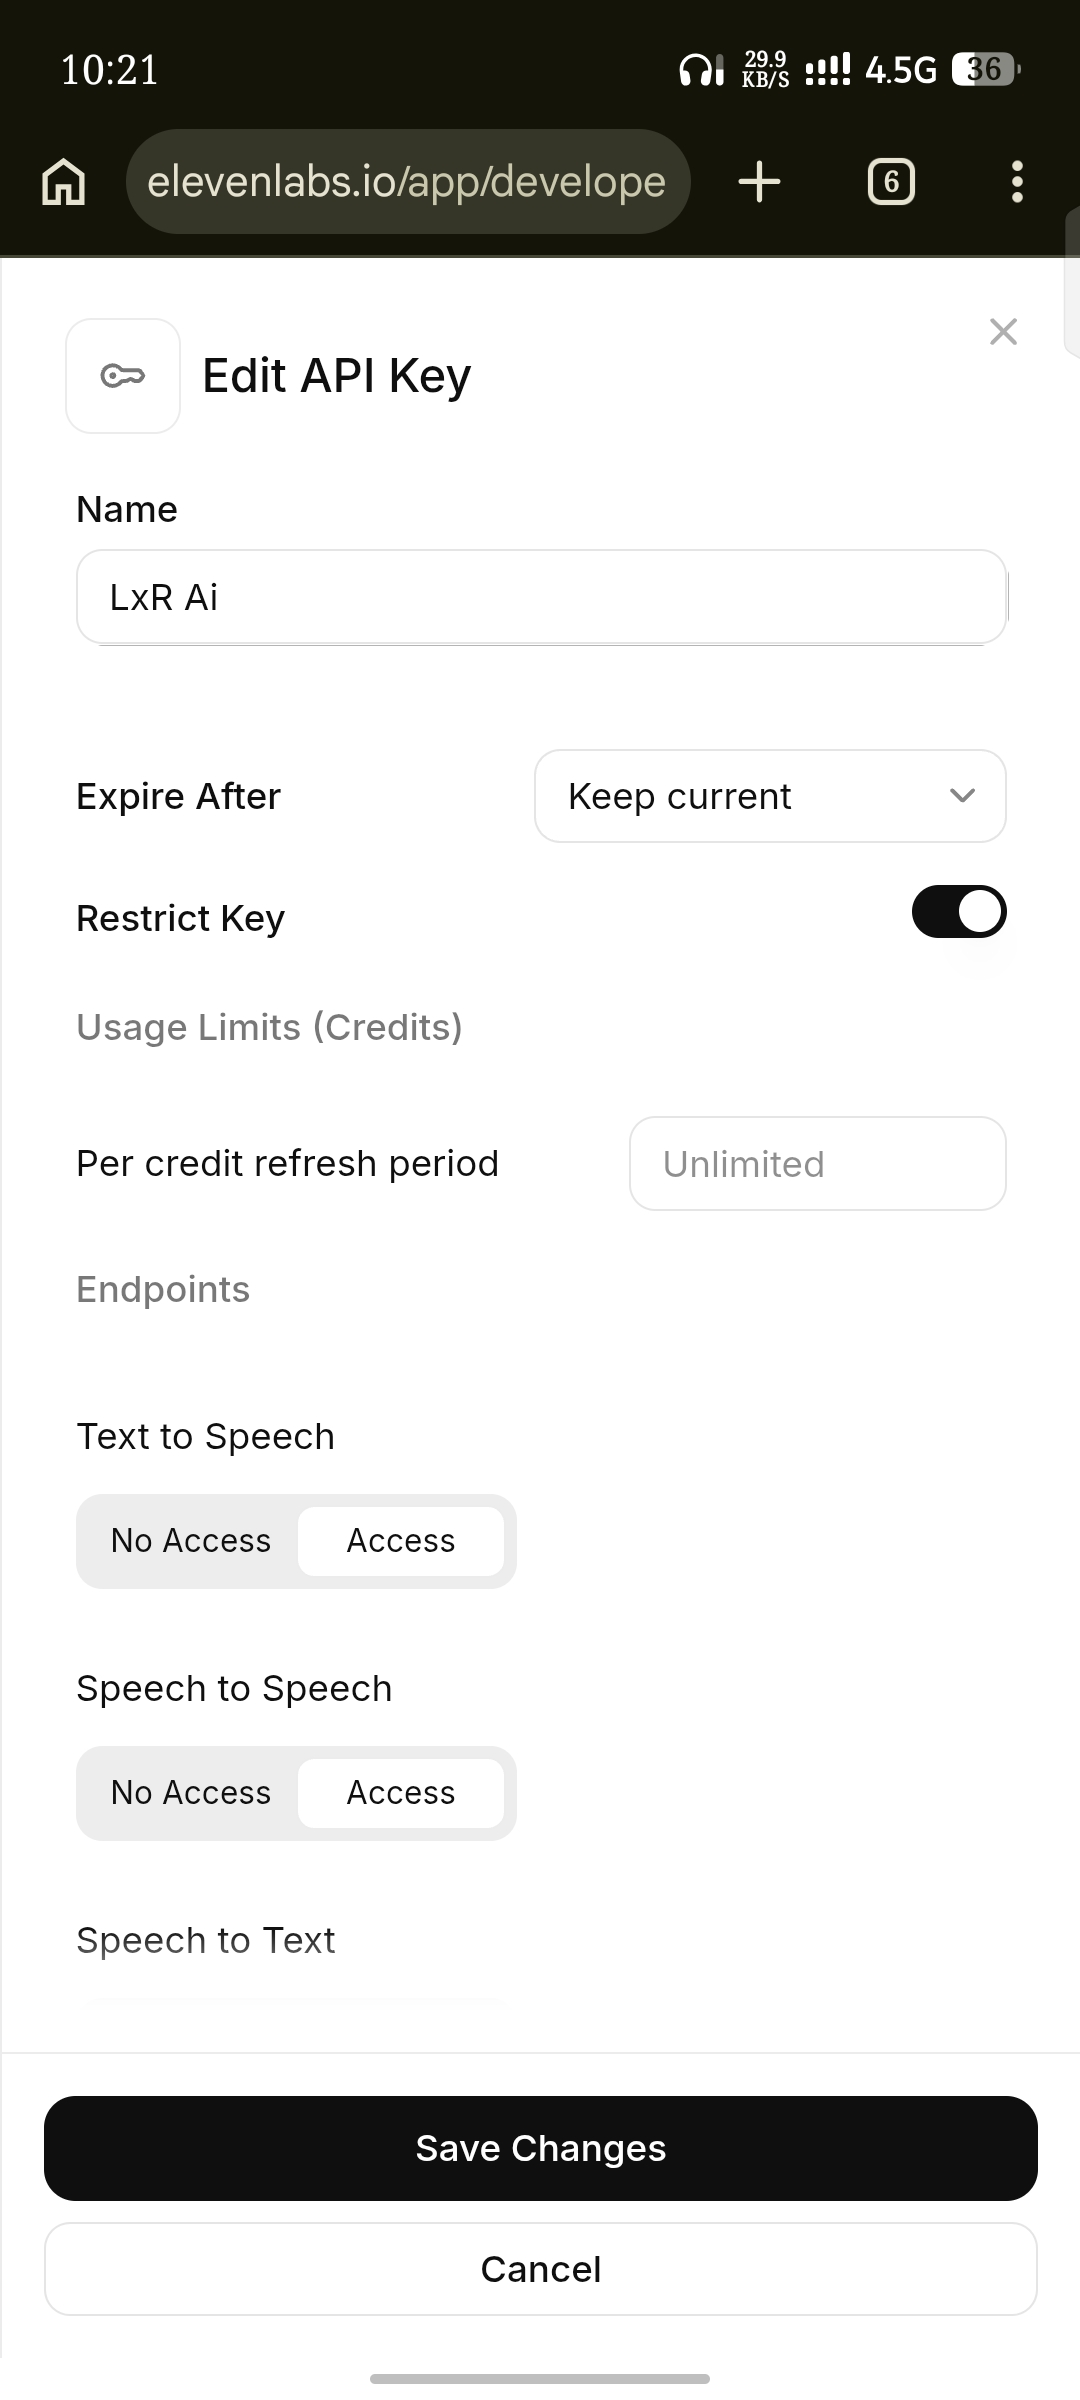 10:21
29.9
KB/S
4.5G
36
elevenlabs.io/app/develope
6
Edit API Key
Name
LxR Ai
Expire After
Keep current
Restrict Key
Usage Limits (Credits)
Per credit refresh period
Unlimited
Endpoints
Text to Speech
No Access
Access
Speech to Speech
No Access
Access
Speech to Text
Save Changes
Cancel